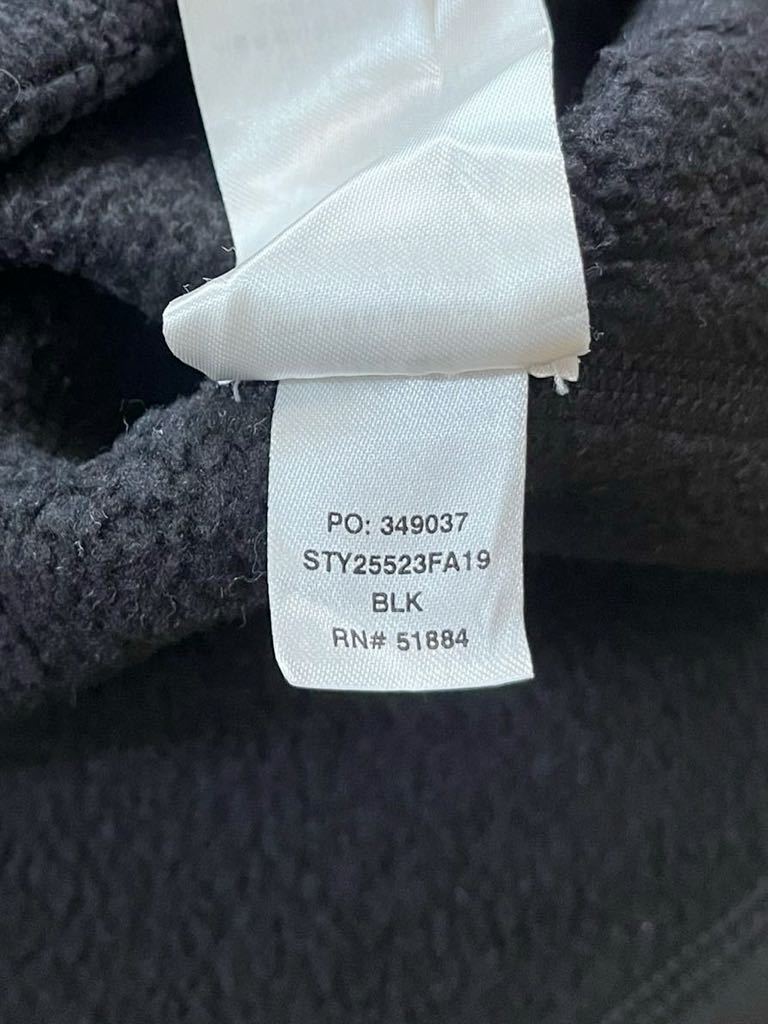 PO: 349037
STY25523FA19
BLK
RN# 51884